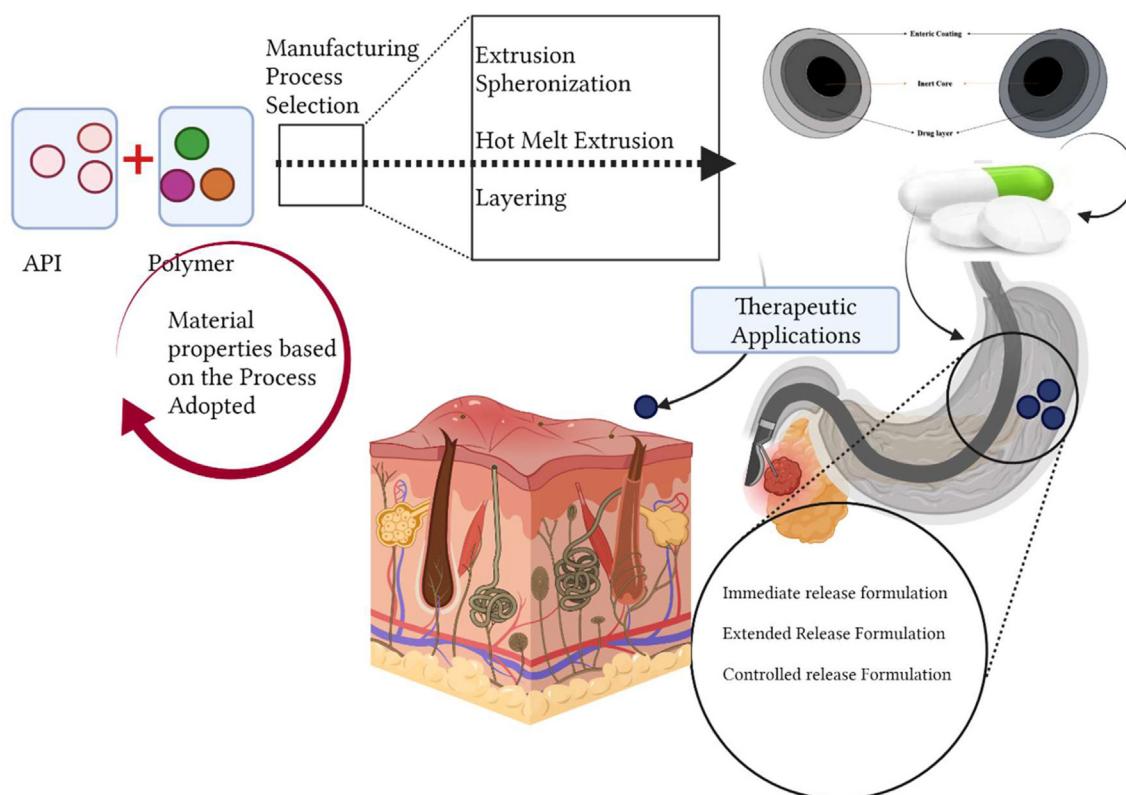 Manufacturing
Process
Selection
Extrusion
Spheronization
Hot Melt Extrusion
Layering
Enteric Coating
Inert Core
Drug layer
+
API
Polymer
Material
properties based
on the Process
Adopted
Therapeutic
Applications
Immediate release formulation
Extended Release Formulation
Controlled release Formulation